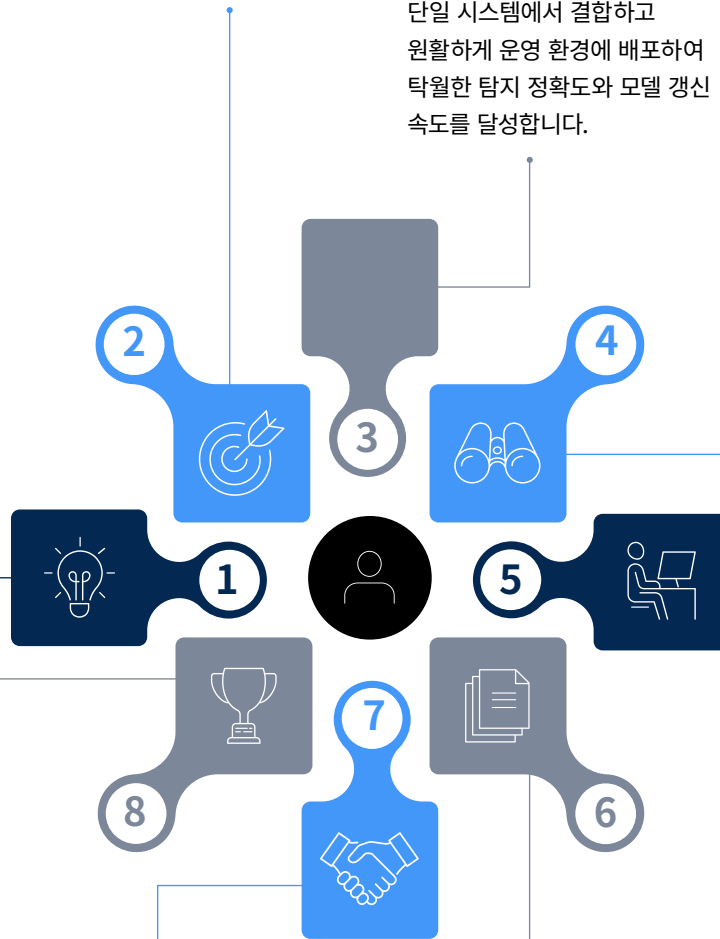 단일 시스템에서 결합하고
원활하게 운영 환경에 배포하여
탁월한 탐지 정확도와 모델 갱신
속도를 달성합니다.
2
4
3
1
5
7
8
6